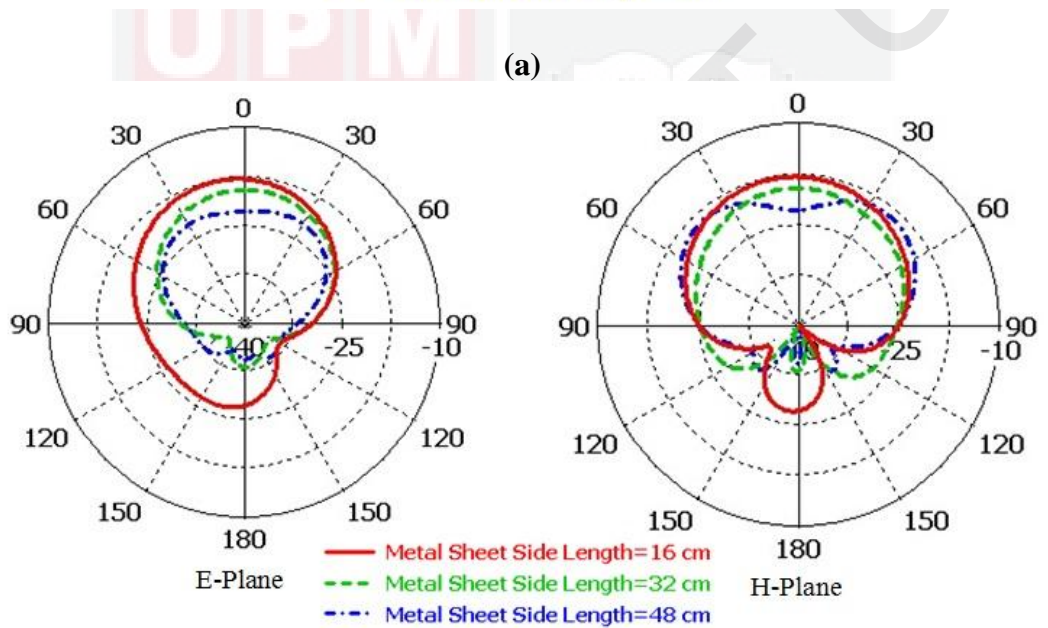 UPM
(a)
0
30 30
60 60
90 90
-40 -25 -10
120 120
150 150
180
E-Plane
0
30 30
60 60
90 90
-25 -10
120 120
150 150
180
H-Plane
Metal Sheet Side Length=16 cm
Metal Sheet Side Length=32 cm
Metal Sheet Side Length=48 cm